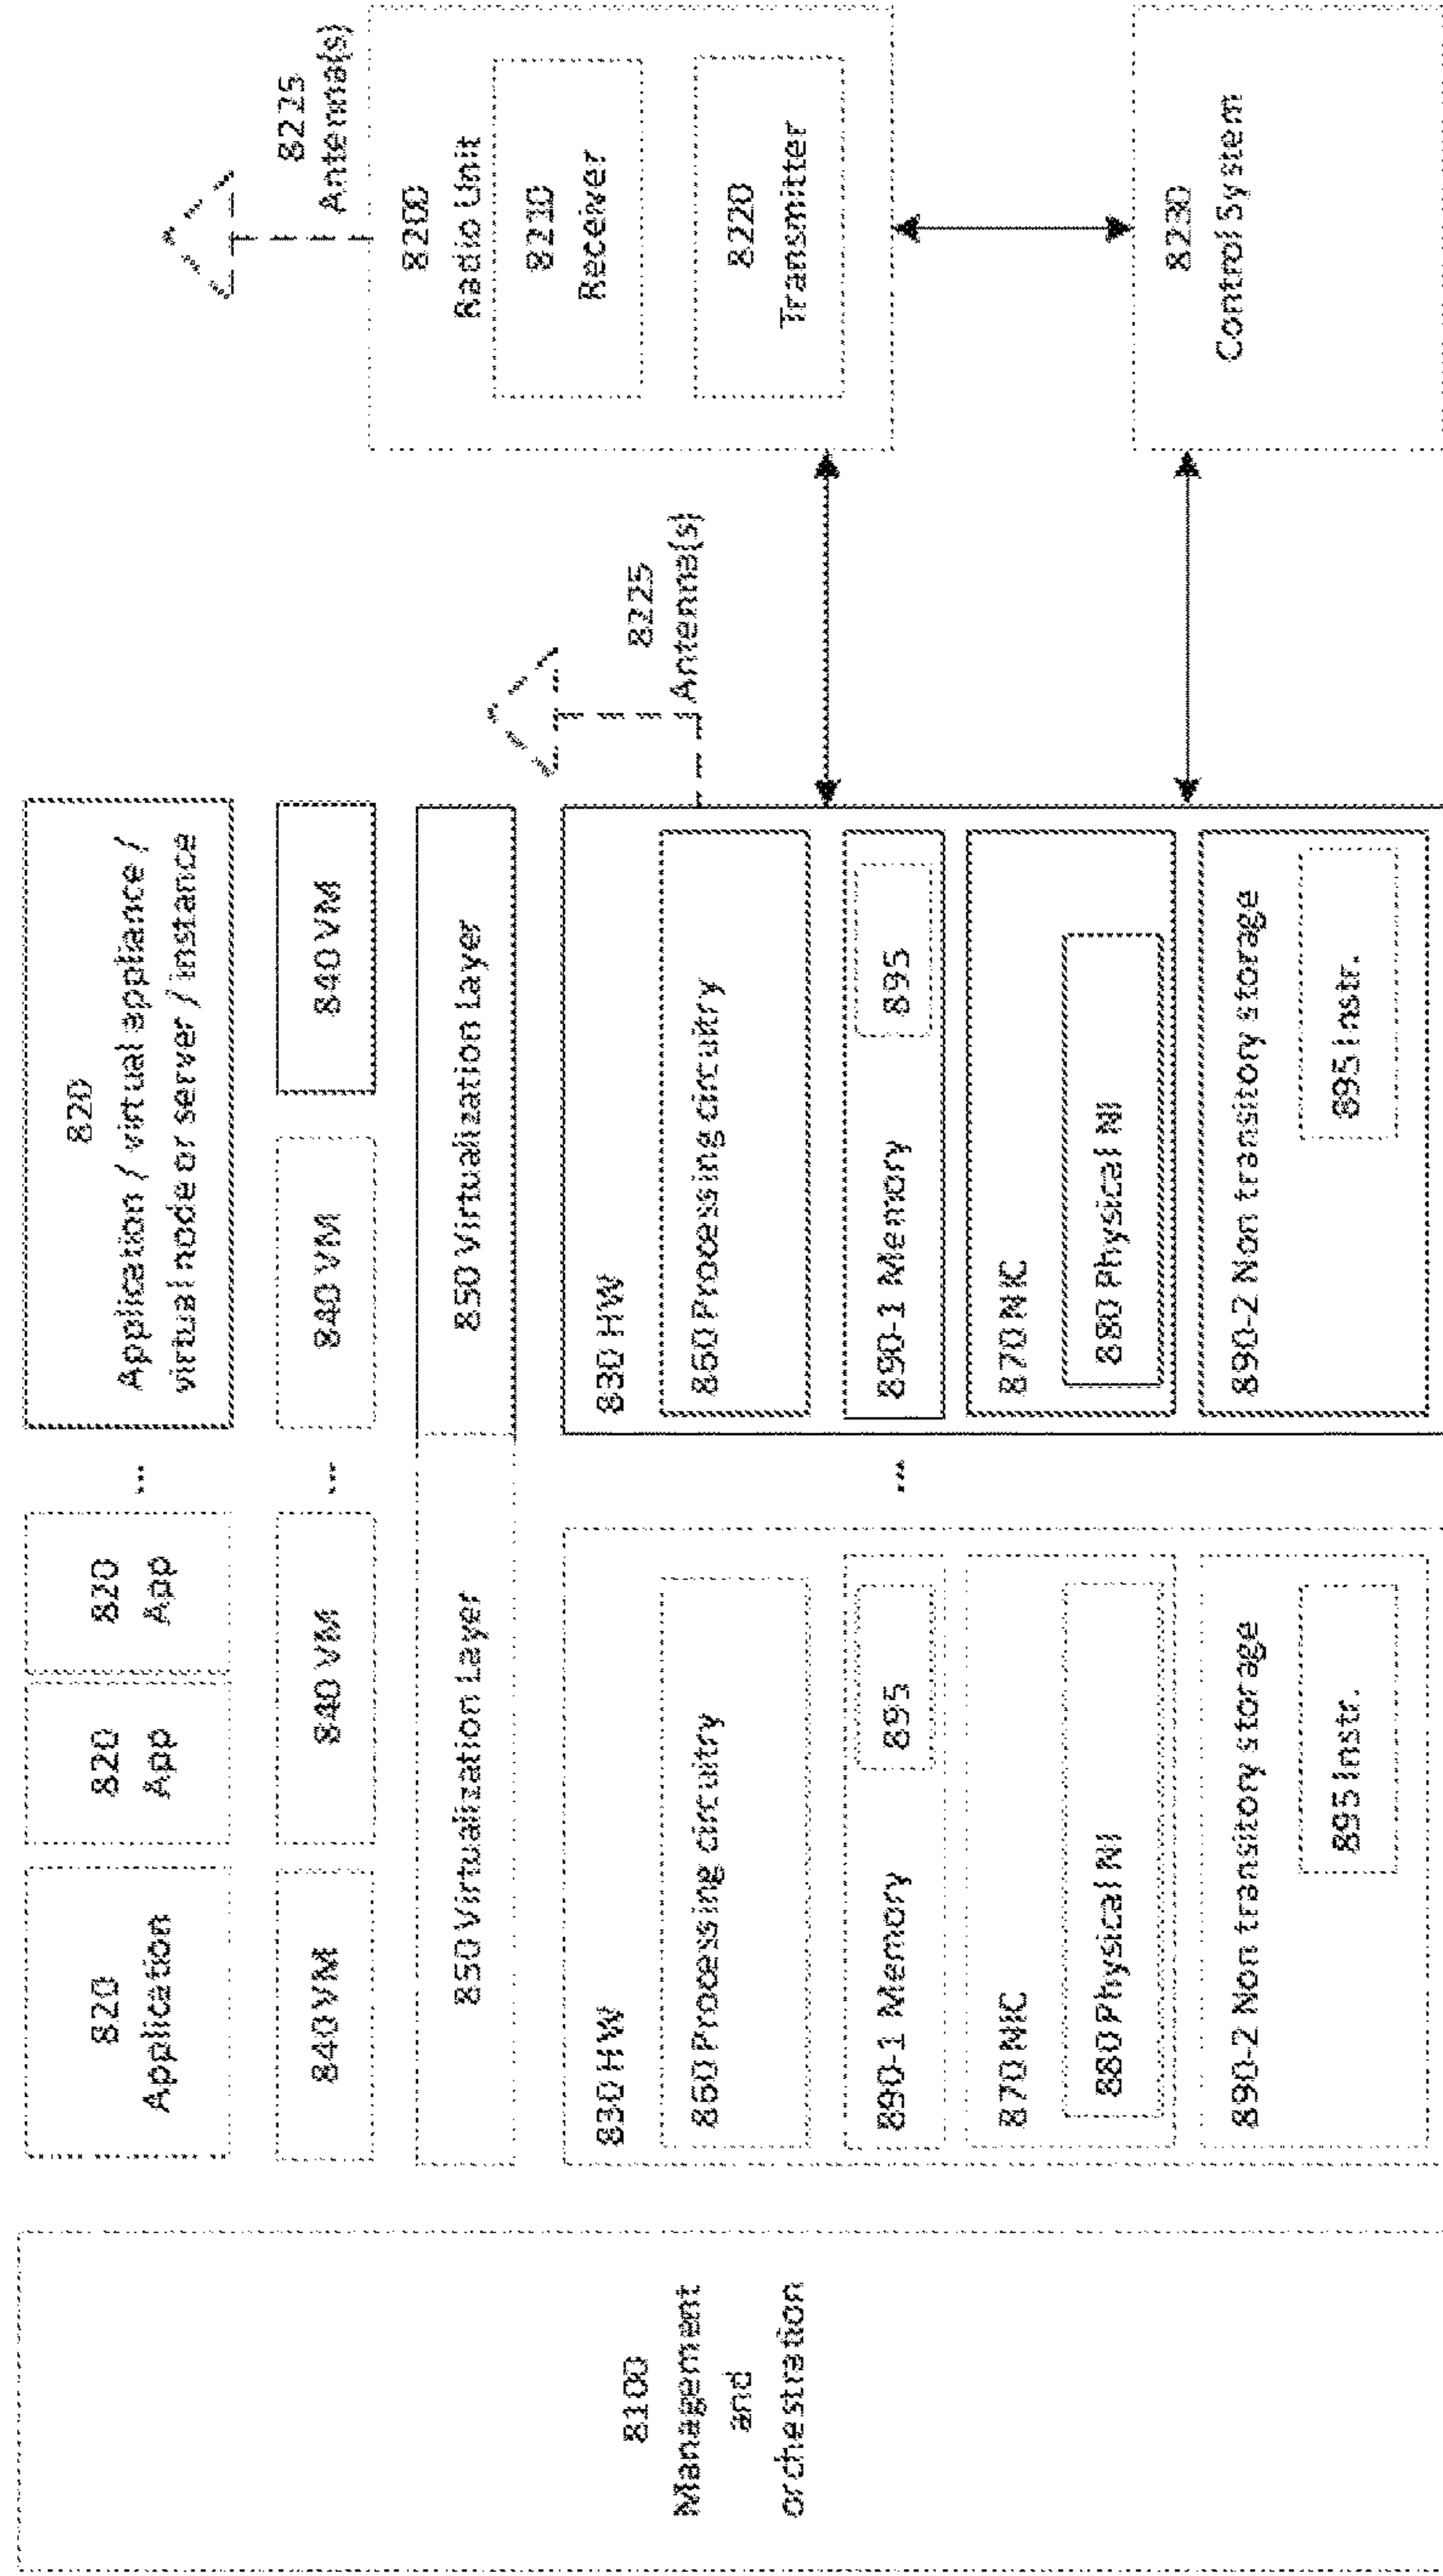 8100
Management
and
orchestration
820
Application
820
App
820
App
...
820
Application / virtual appliance /
virtual node or server / instance
840 VM
840 VM
...
840 VM
840 VM
850 Virtualization Layer
850 Virtualization Layer
830 HW
860 Processing circuitry
890-1 Memory
895
870 NIC
880 Physical NI
890-2 Non transitory storage
895 Instr.
...
830 HW
860 Processing circuitry
890-1 Memory
895
870 NIC
880 Physical NI
890-2 Non transitory storage
895 Instr.
8225
Antenna(s)
8225
Antenna(s)
8200
Radio Unit
8210
Receiver
8220
Transmitter
8230
Control System